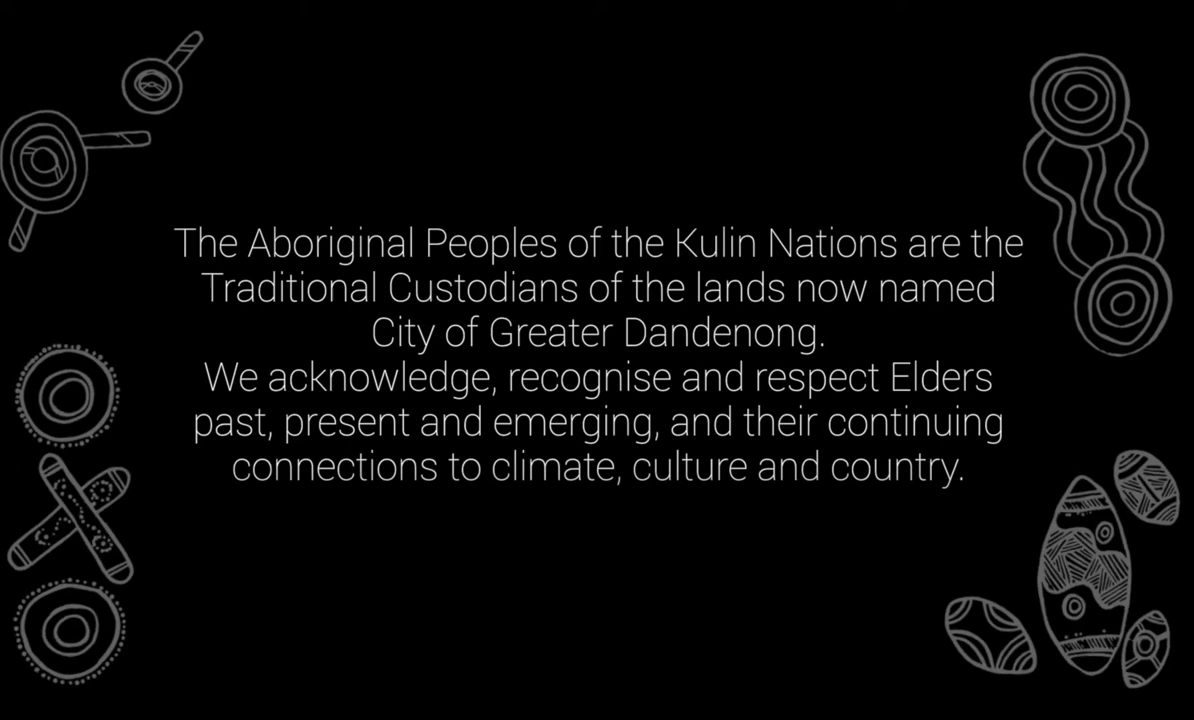 The Aboriginal Peoples of the Kulin Nations are the
Traditional Custodians of the lands now named
City of Greater Dandenong.
We acknowledge, recognise and respect Elders
past, present and emerging, and their continuing
connections to climate, culture and country.